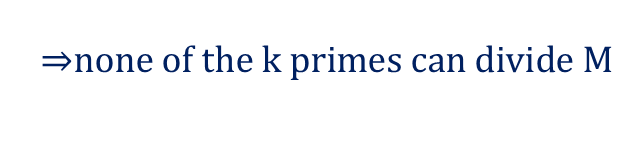 ⇒none of the k primes can divide M